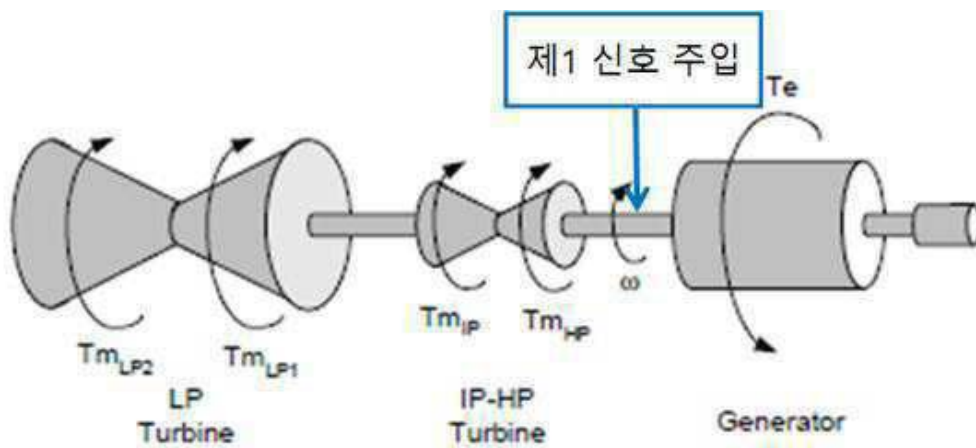 제1 신호 주입
Te
ω
Tm_IP
Tm_HP
Tm_LP2
Tm_LP1
LP
Turbine
IP-HP
Turbine
Generator